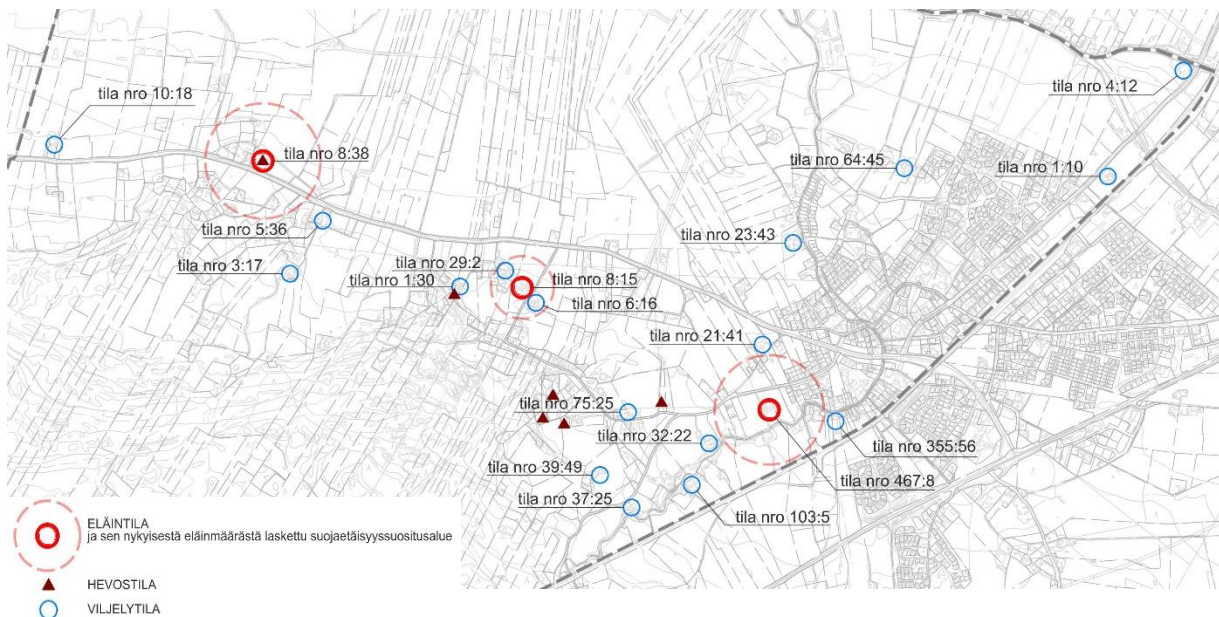 tila nro 4:12
tila nro 10:18
tila nro 8:38
tila nro 64:45
tila nro 1:10
tila nro 5:36
tila nro 23:43
tila nro 3:17
tila nro 29:2
tila nro 8:15
tila nro 1:30
tila nro 6:16
tila nro 21:41
tila nro 75:25
tila nro 32:22
tila nro 355:56
tila nro 39:49
tila nro 467:8
tila nro 37:25
tila nro 103:5
ELÄINTILA
ja sen nykyisestä eläinmäärästä laskettu suojaetäisyyssuositusalue
HEVOSTILA
VILJELYTILA